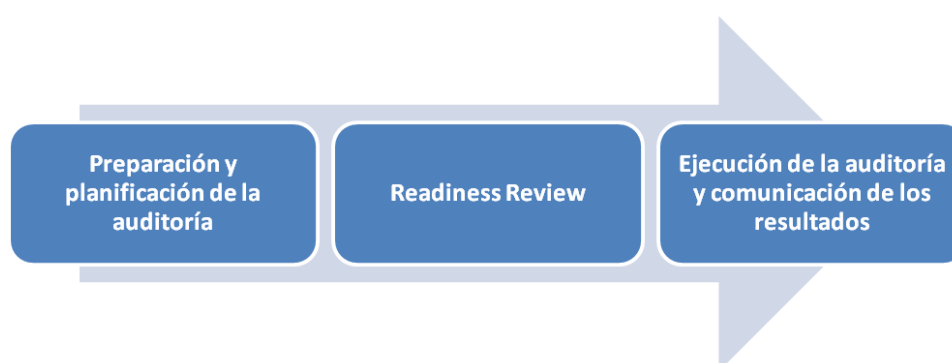 Preparación y
planificación de la
auditoría
Readiness Review
Ejecución de la auditoría
y comunicación de los
resultados